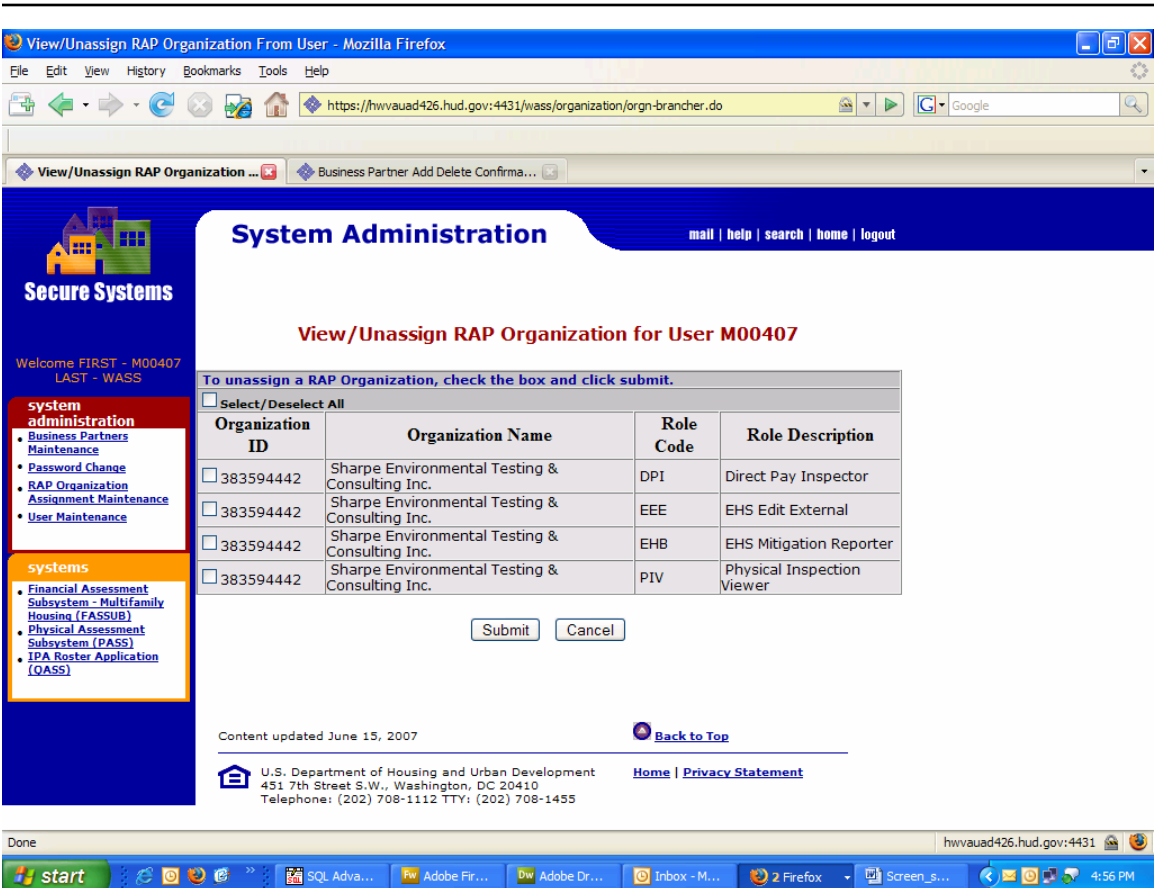 View/Unassign RAP Organization From User - Mozilla Firefox
File Edit View History Bookmarks Tools Help
https://hwvauad426.hud.gov:4431/wass/organization/orgn-brancher.do
G Google
View/Unassign RAP Organization ...
Business Partner Add Delete Confirma...
System Administration
mail | help | search | home | logout
Secure Systems
Welcome FIRST - M00407
LAST - WASS
system
administration
Business Partners
Maintenance
Password Change
RAP Organization
Assignment Maintenance
User Maintenance
systems
Financial Assessment
Subsystem - Multifamily
Housing (FASSUB)
Physical Assessment
Subsystem (PASS)
IPA Roster Application
(QASS)
View/Unassign RAP Organization for User M00407
To unassign a RAP Organization, check the box and click submit.
Select/Deselect All
Organization ID Organization Name Role Code Role Description
383594442 Sharpe Environmental Testing & Consulting Inc. DPI Direct Pay Inspector
383594442 Sharpe Environmental Testing & Consulting Inc. EEE EHS Edit External
383594442 Sharpe Environmental Testing & Consulting Inc. EHB EHS Mitigation Reporter
383594442 Sharpe Environmental Testing & Consulting Inc. PIV Physical Inspection Viewer
Submit Cancel
Content updated June 15, 2007
Back to Top
U.S. Department of Housing and Urban Development
451 7th Street S.W., Washington, DC 20410
Telephone: (202) 708-1112 TTY: (202) 708-1455
Home | Privacy Statement
Done
hwvauad426.hud.gov:4431
start
SQL Adva...
Fw Adobe Fir...
Dw Adobe Dr...
Inbox - M...
2 Firefox
Screen_s...
4:56 PM